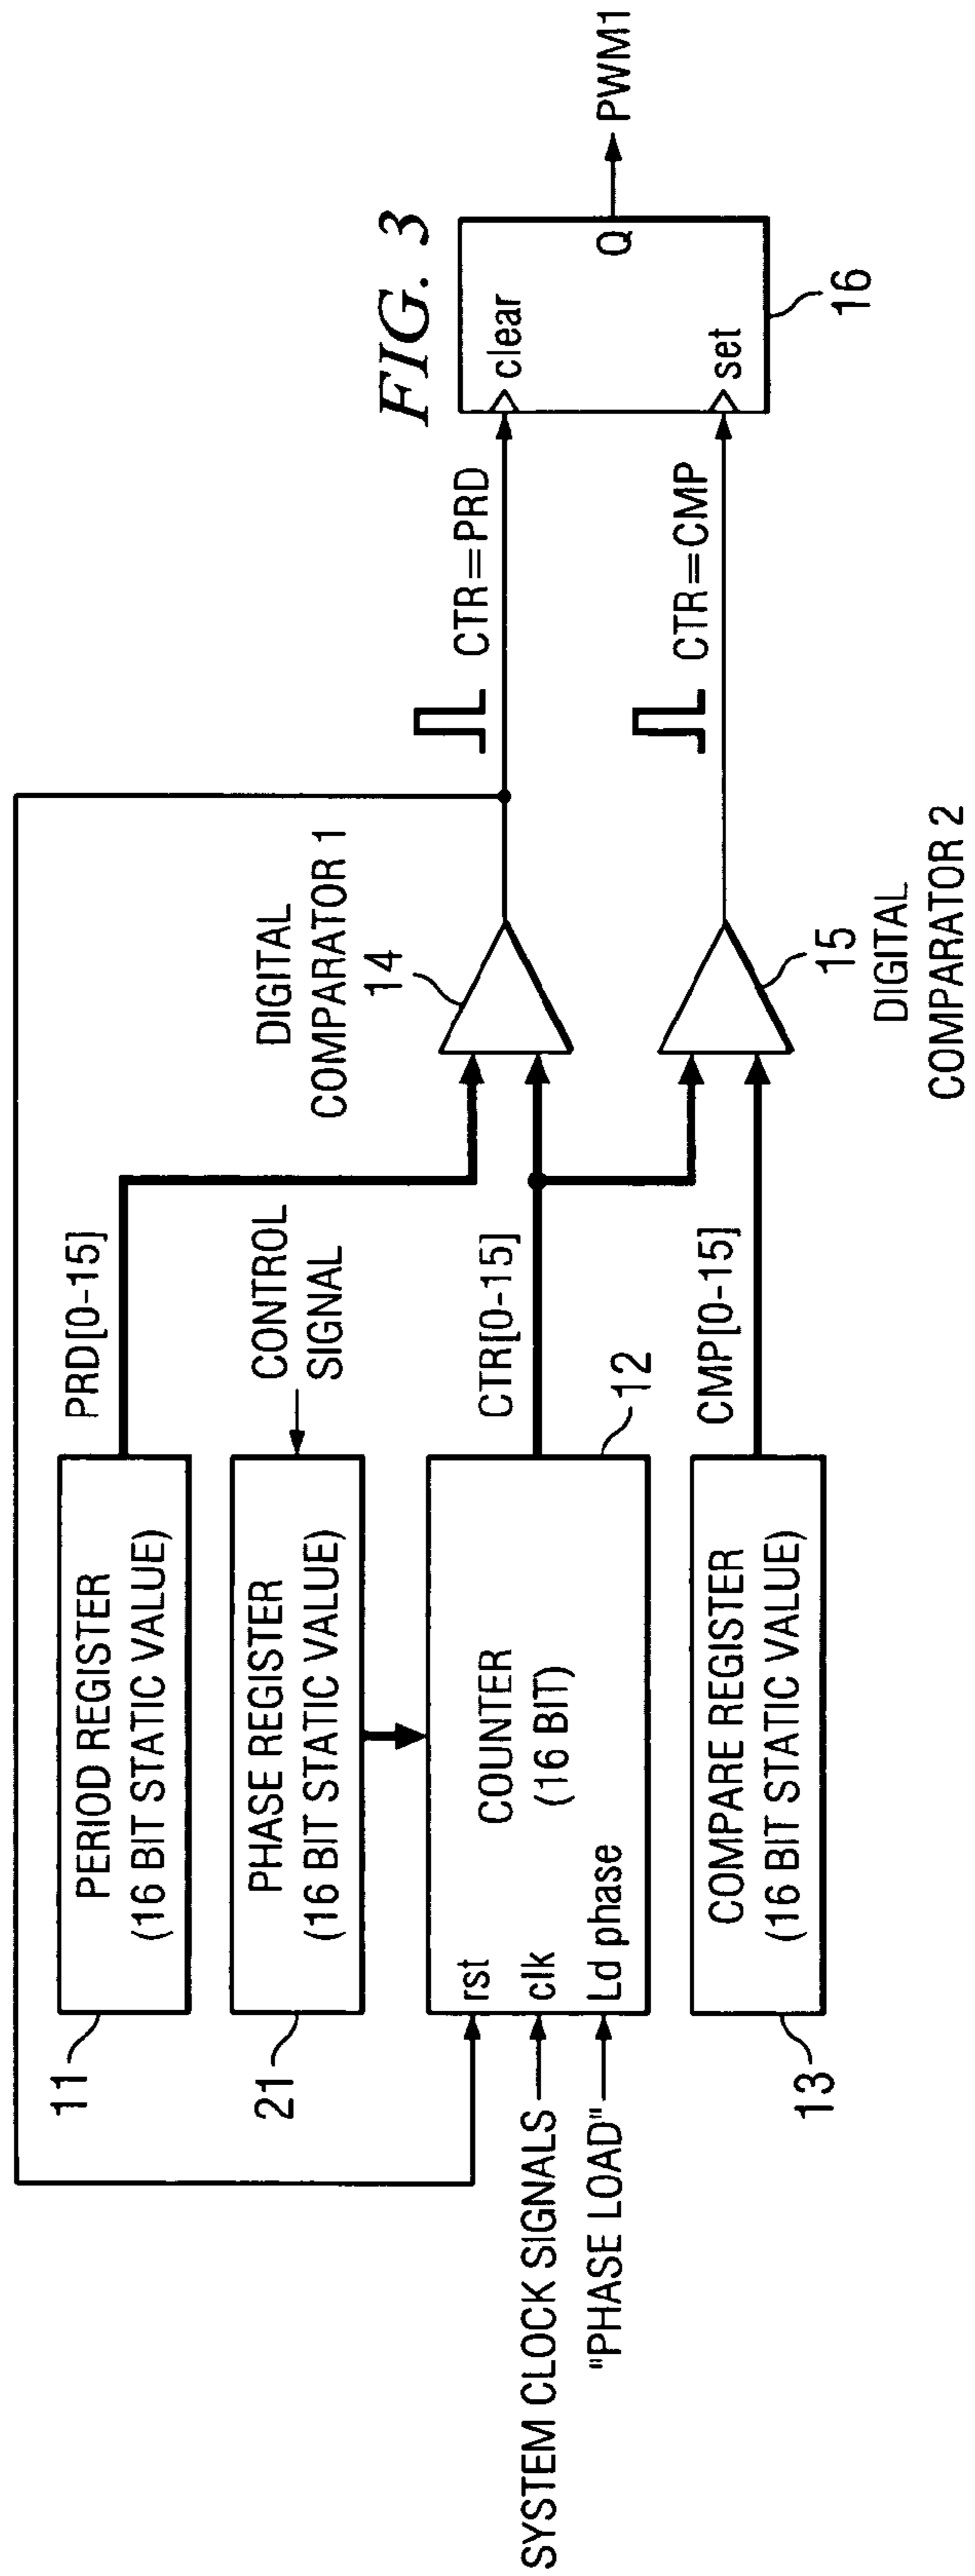 FIG. 3
11
PERIOD REGISTER
(16 BIT STATIC VALUE)
PRD[0-15]
21
PHASE REGISTER
(16 BIT STATIC VALUE)
CONTROL
SIGNAL
SYSTEM CLOCK SIGNALS
"PHASE LOAD"
rst
clk
Ld phase
COUNTER
(16 BIT)
12
CTR[0-15]
13
COMPARE REGISTER
(16 BIT STATIC VALUE)
CMP[0-15]
DIGITAL
COMPARATOR 1
14
15
DIGITAL
COMPARATOR 2
CTR=PRD
CTR=CMP
clear
set
Q
16
PWM1